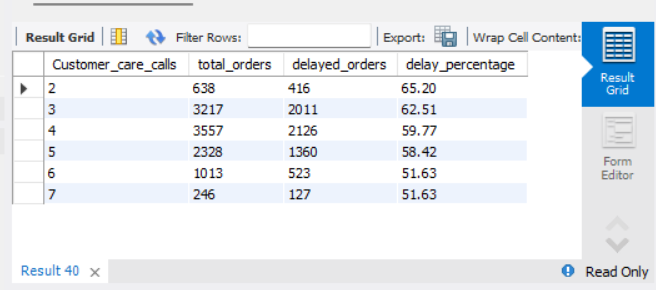 Result Grid Filter Rows: Export: Wrap Cell Content:
Customer_care_calls total_orders delayed_orders delay_percentage
2 638 416 65.20
3 3217 2011 62.51
4 3557 2126 59.77
5 2328 1360 58.42
6 1013 523 51.63
7 246 127 51.63
Result
Grid
Form
Editor
Result 40 Read Only